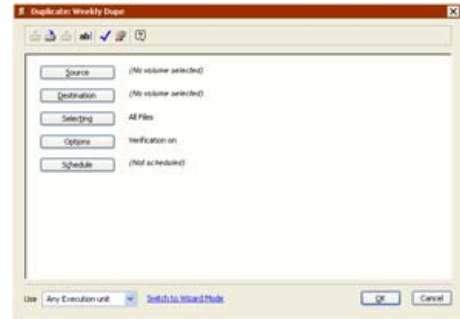 Duplicate: Weekly Dupe
abl
Source (No volume selected)
Destination (No volume selected)
Selecting All Files
Options Verification on
Schedule (Not scheduled)
Use Any Execution unit Switch to Wizard Mode OK Cancel